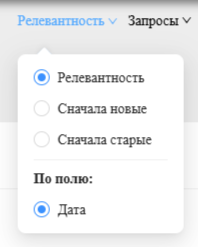 Релевантность Запросы
Релевантность
Сначала новые
Сначала старые
По полю:
Дата